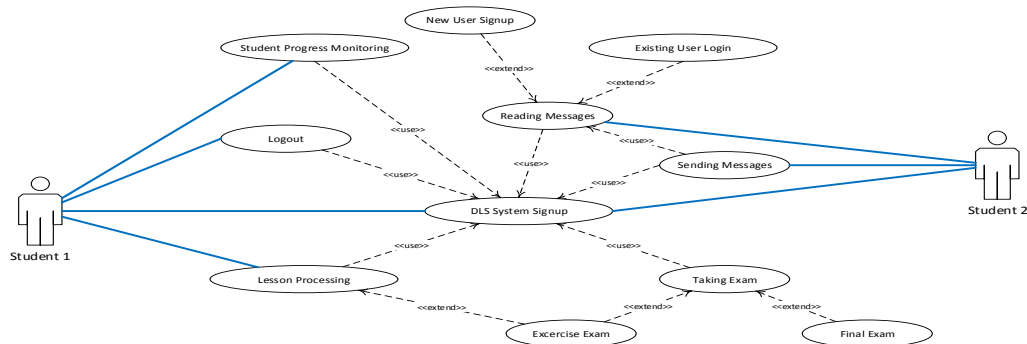 New User Signup
Student Progress Monitoring
Existing User Login
<<extend>>
<<extend>>
Reading Messages
<<use>>
Logout
<<use>>
<<use>>
Sending Messages
<<use>>
<<use>>
DLS System Signup
Student 2
<<use>>
<<use>>
Student 1
Lesson Processing
Taking Exam
<<extend>>
<<extend>>
<<extend>>
Excercise Exam
Final Exam